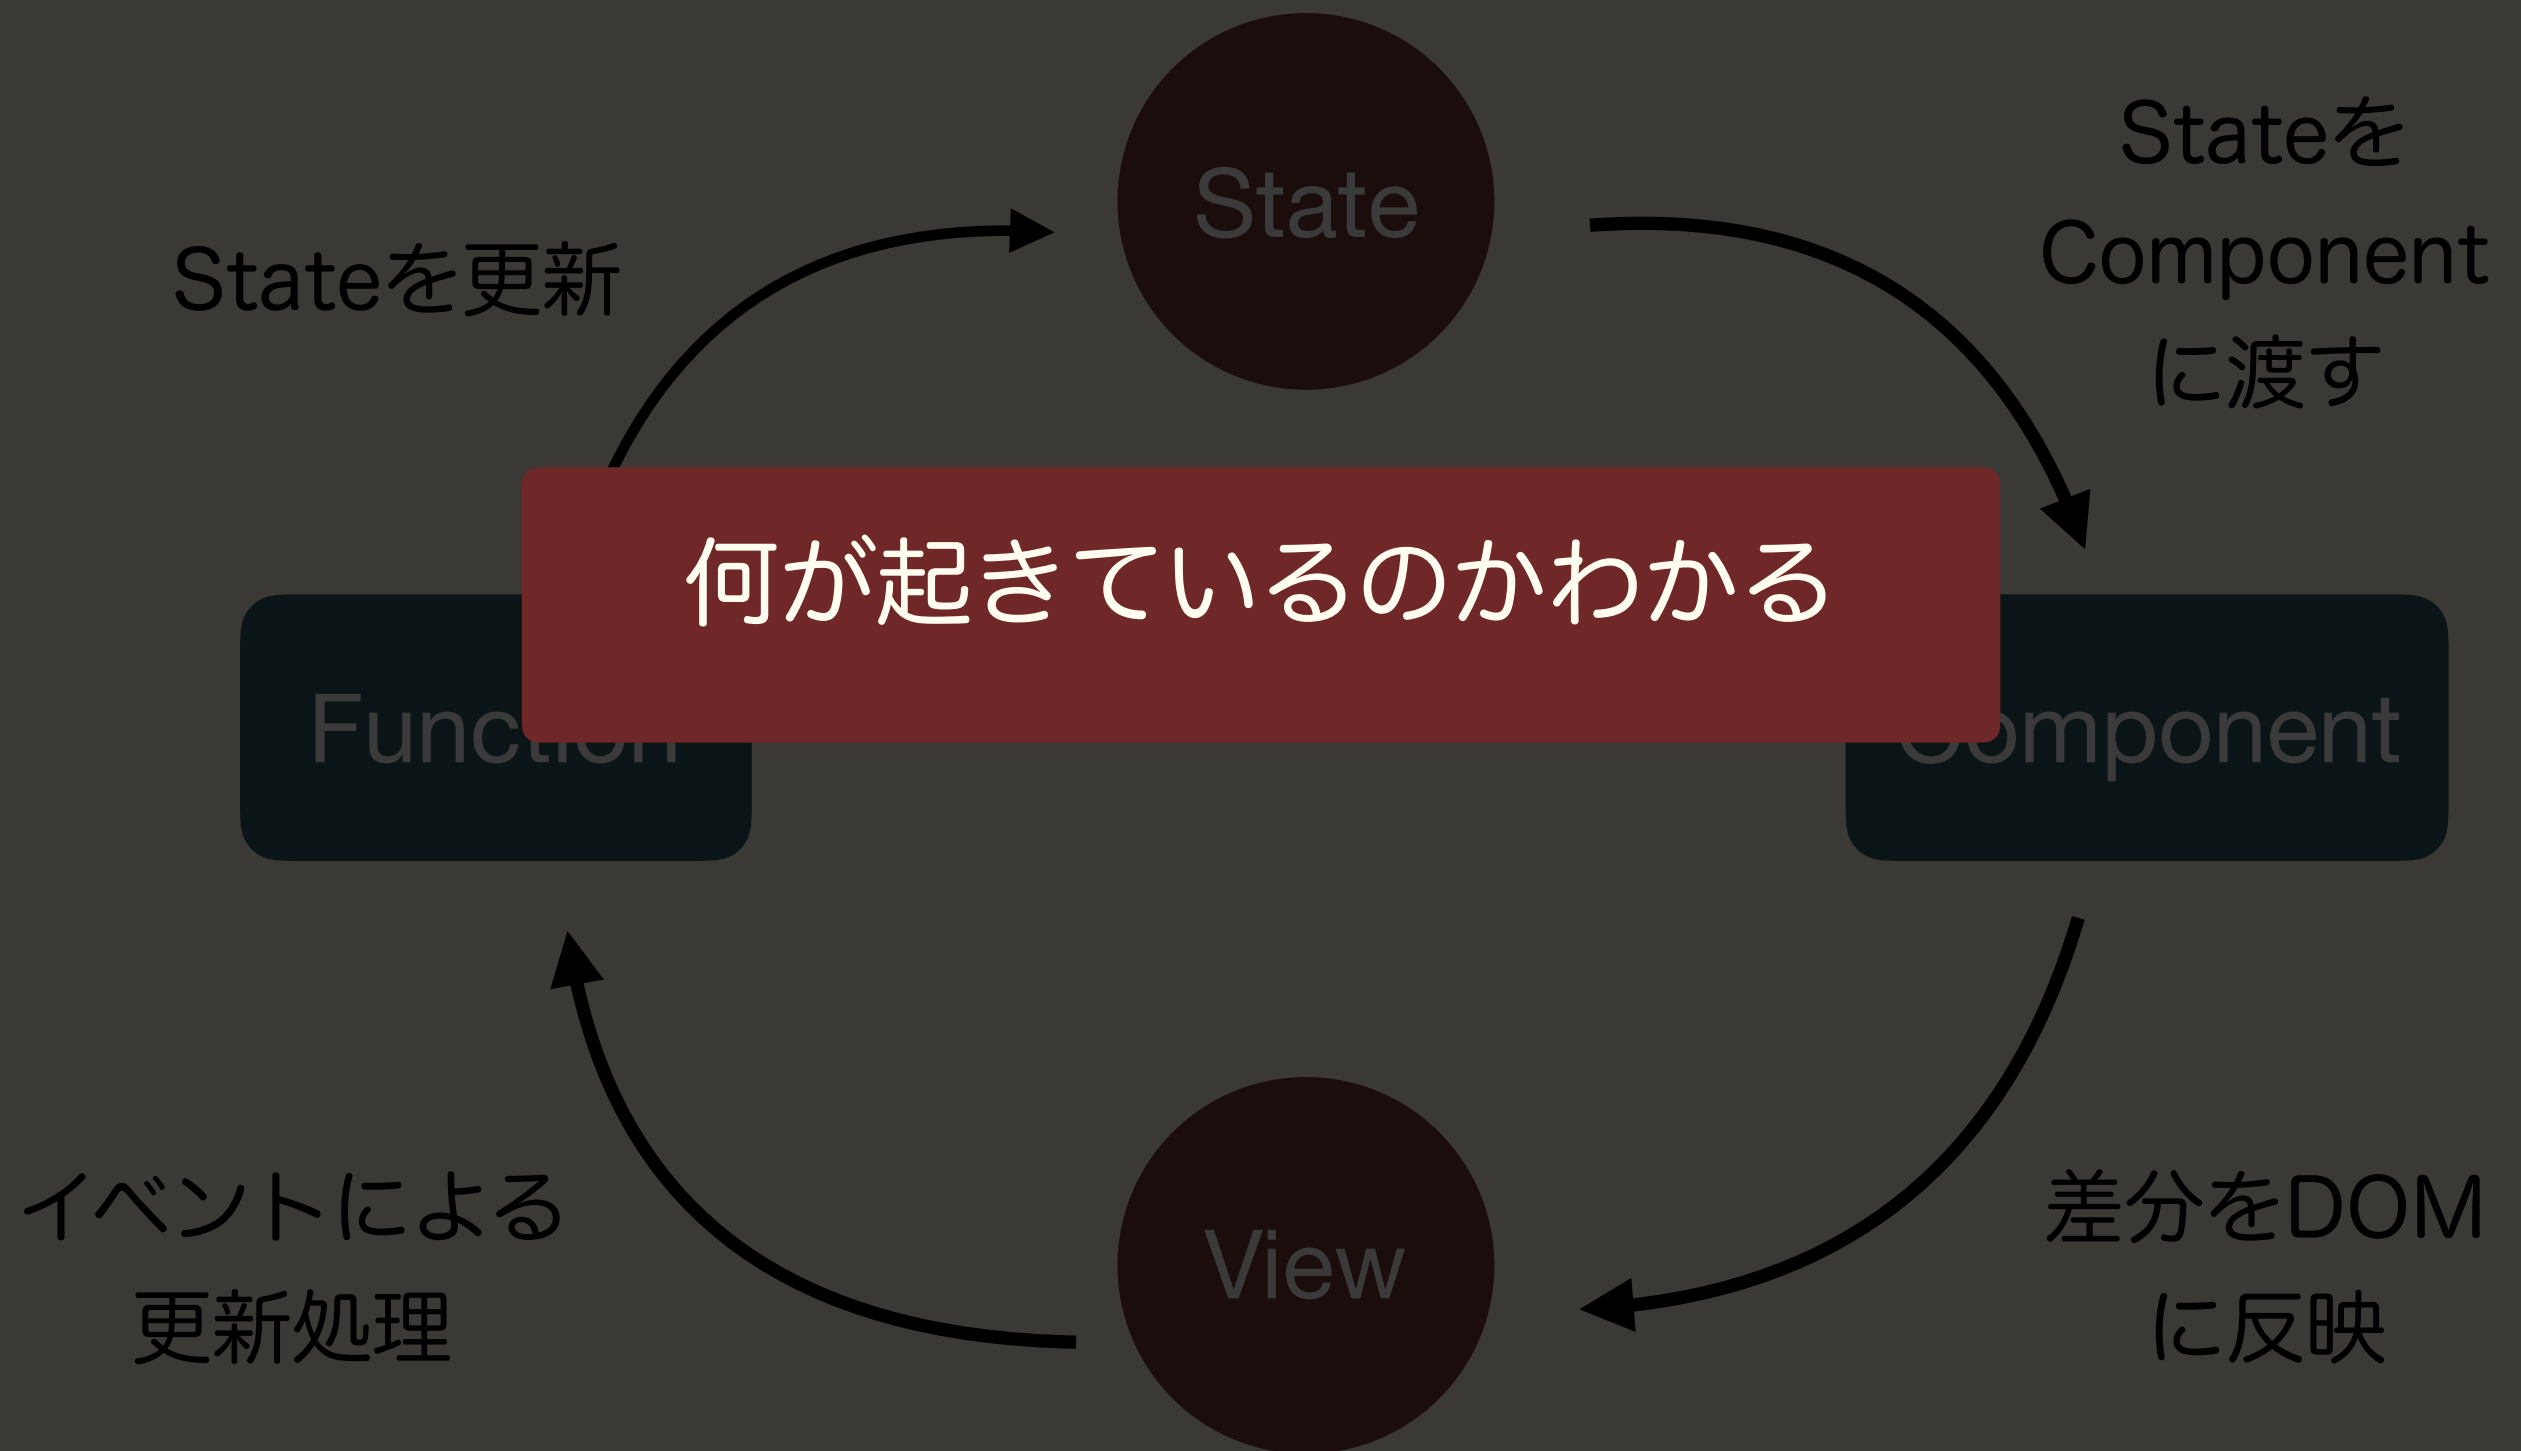 State
Stateを
Component
に渡す
Stateを更新
何が起きているのかわかる
Function
Component
イベントによる
更新処理
View
差分をDOM
に反映